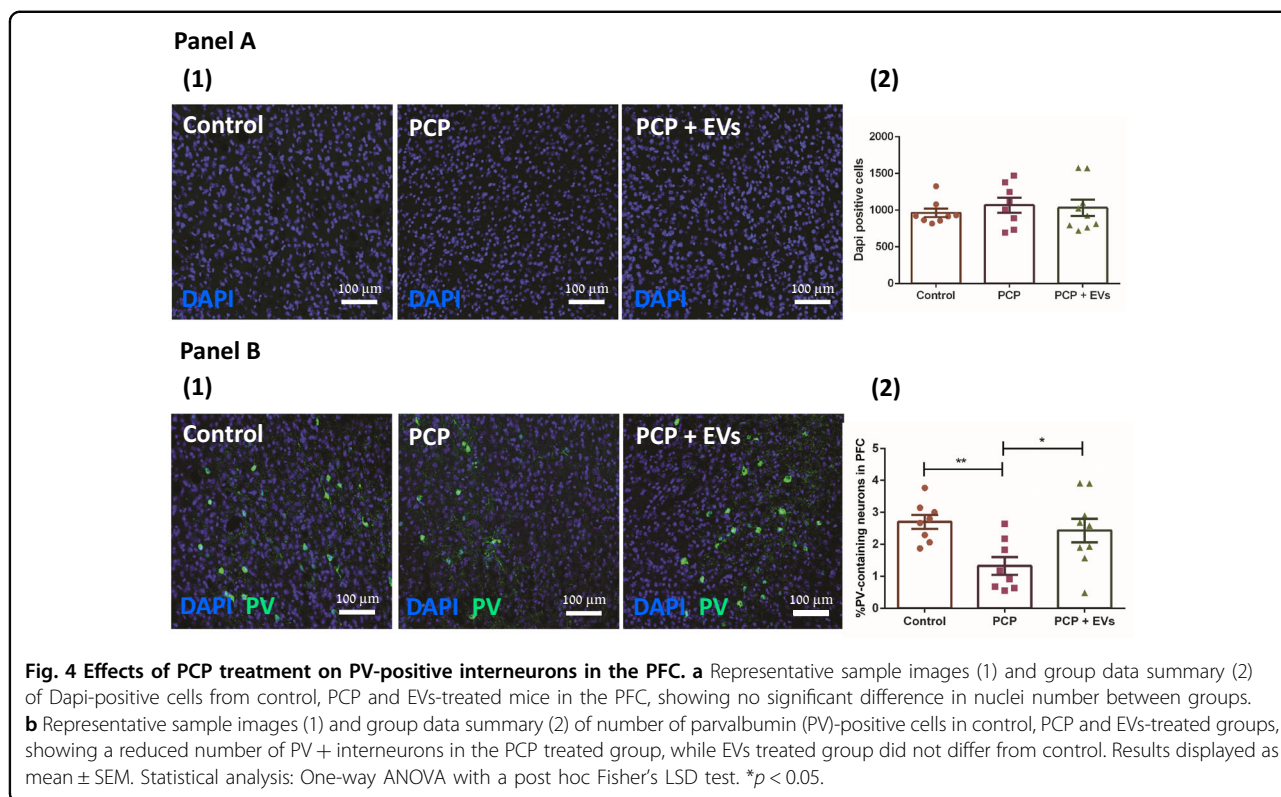 Panel A
(1)
(2)
Control
PCP
PCP + EVs
DAPI
100 µm
DAPI
100 µm
DAPI
100 µm
Dapi positive cells
2000
1500
1000
500
0
Control
PCP
PCP + EVs
Panel B
(1)
(2)
Control
PCP
PCP + EVs
DAPI PV
100 µm
DAPI PV
100 µm
DAPI PV
100 µm
%PV-containing neurons in PFC
5
4
3
2
1
0
**
*
Control
PCP
PCP + EVs
Fig. 4 Effects of PCP treatment on PV-positive interneurons in the PFC. a Representative sample images (1) and group data summary (2)
of Dapi-positive cells from control, PCP and EVs-treated mice in the PFC, showing no significant difference in nuclei number between groups.
b Representative sample images (1) and group data summary (2) of number of parvalbumin (PV)-positive cells in control, PCP and EVs-treated groups,
showing a reduced number of PV + interneurons in the PCP treated group, while EVs treated group did not differ from control. Results displayed as
mean ± SEM. Statistical analysis: One-way ANOVA with a post hoc Fisher's LSD test. *p < 0.05.